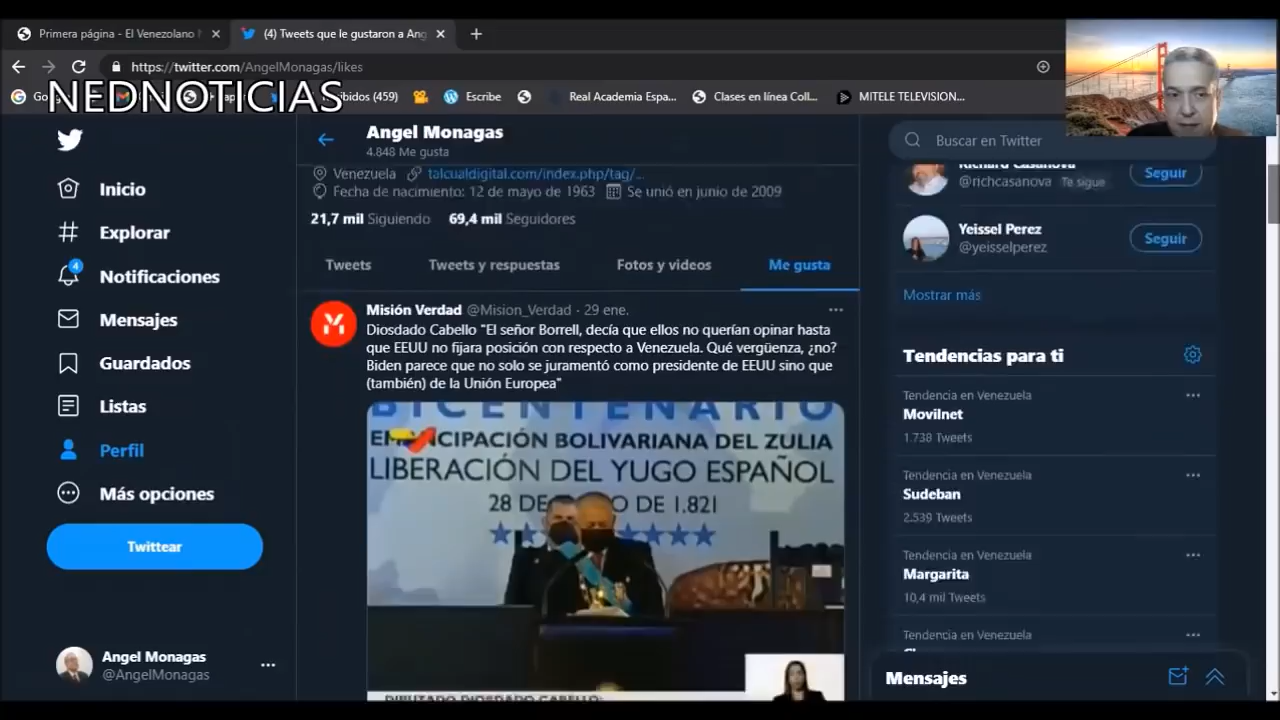 Primera página - El Venezolano
(4) Tweets que le gustaron a Ang
https://twitter.com/AngelMonagas/likes
NEDNOTICIAS
ibidos (459)
Escribe
Real Academia Espa...
Clases en línea Coll...
MITELE TELEVISION...
Inicio
Explorar
4
Notificaciones
Mensajes
Guardados
Listas
Perfil
Más opciones
Twittear
Angel Monagas
@AngelMonagas
Angel Monagas
4.848 Me gusta
Venezuela talcualdigital.com/index.php/tag/...
Fecha de nacimiento: 12 de mayo de 1963 Se unió en junio de 2009
21,7 mil Siguiendo 69,4 mil Seguidores
Tweets Tweets y respuestas Fotos y videos Me gusta
Misión Verdad @Mision_Verdad · 29 ene.
Diosdado Cabello "El señor Borrell, decía que ellos no querían opinar hasta
que EEUU no fijara posición con respecto a Venezuela. Qué vergüenza, ¿no?
Biden parece que no solo se juramentó como presidente de EEUU sino que
(también) de la Unión Europea"
BICENTENARIO
BOLIVARIANA DEL ZULIA
LIBERACIÓN DEL YUGO ESPAÑOL
28 DE O DE 1.821
DIPUTADO DIOSDADO CABELLO:
Buscar en Twitter
Richard Casanova
@richcasanova Te sigue
Seguir
Yeissel Perez
@yeisselperez
Seguir
Mostrar más
Tendencias para ti
Tendencia en Venezuela
Movilnet
1.738 Tweets
Tendencia en Venezuela
Sudeban
2.539 Tweets
Tendencia en Venezuela
Margarita
10,4 mil Tweets
Tendencia en Venezuela
Mensajes